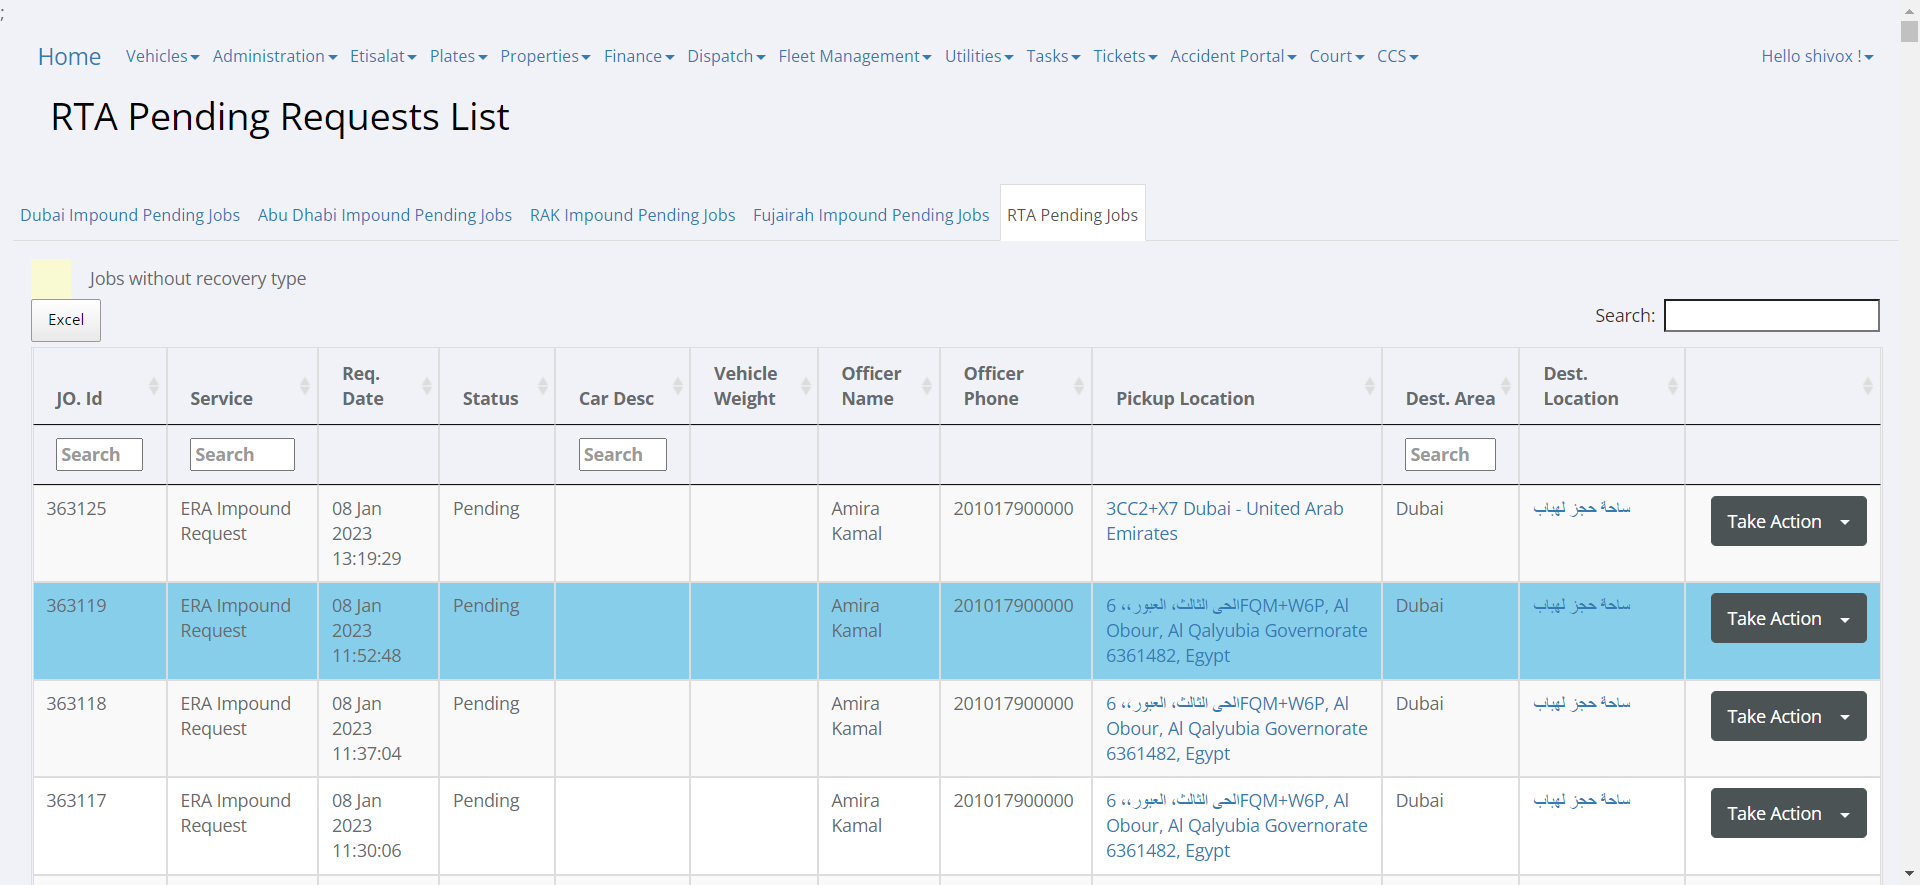 ;
Home Vehicles Administration Etisalat Plates Properties Finance Dispatch Fleet Management Utilities Tasks Tickets Accident Portal Court CCS Hello shivox !
RTA Pending Requests List
Dubai Impound Pending Jobs Abu Dhabi Impound Pending Jobs RAK Impound Pending Jobs Fujairah Impound Pending Jobs RTA Pending Jobs
Jobs without recovery type
Excel
Search:
JO. Id
Service
Req.
Date
Status
Car Desc
Vehicle
Weight
Officer
Name
Officer
Phone
Pickup Location
Dest. Area
Dest.
Location
Search Search Search Search
363125
ERA Impound
Request
08 Jan
2023
13:19:29
Pending
Amira
Kamal
201017900000
3CC2+X7 Dubai - United Arab
Emirates
Dubai
ساحة حجز لهباب
Take Action
363119
ERA Impound
Request
08 Jan
2023
11:52:48
Pending
Amira
Kamal
201017900000
6 الحى الثالث، العبور،،FQM+W6P, Al
Obour, Al Qalyubia Governorate
6361482, Egypt
Dubai
ساحة حجز لهباب
Take Action
363118
ERA Impound
Request
08 Jan
2023
11:37:04
Pending
Amira
Kamal
201017900000
6 الحى الثالث، العبور،،FQM+W6P, Al
Obour, Al Qalyubia Governorate
6361482, Egypt
Dubai
ساحة حجز لهباب
Take Action
363117
ERA Impound
Request
08 Jan
2023
11:30:06
Pending
Amira
Kamal
201017900000
6 الحى الثالث، العبور،،FQM+W6P, Al
Obour, Al Qalyubia Governorate
6361482, Egypt
Dubai
ساحة حجز لهباب
Take Action